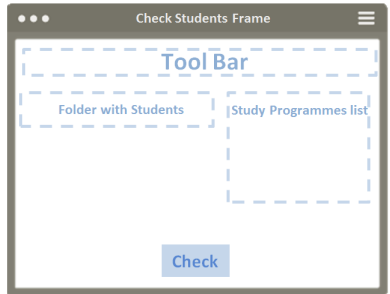 Check Students Frame
Tool Bar
Folder with Students
Study Programmes list
Check